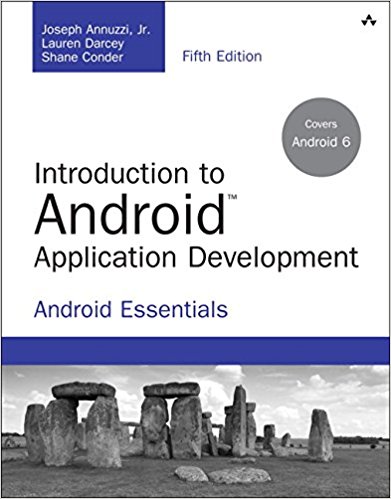 Joseph Annuzzi, Jr.
Lauren Darcey
Shane Conder
Fifth Edition
Covers
Android 6
Introduction to
Android™
Application Development
Android Essentials